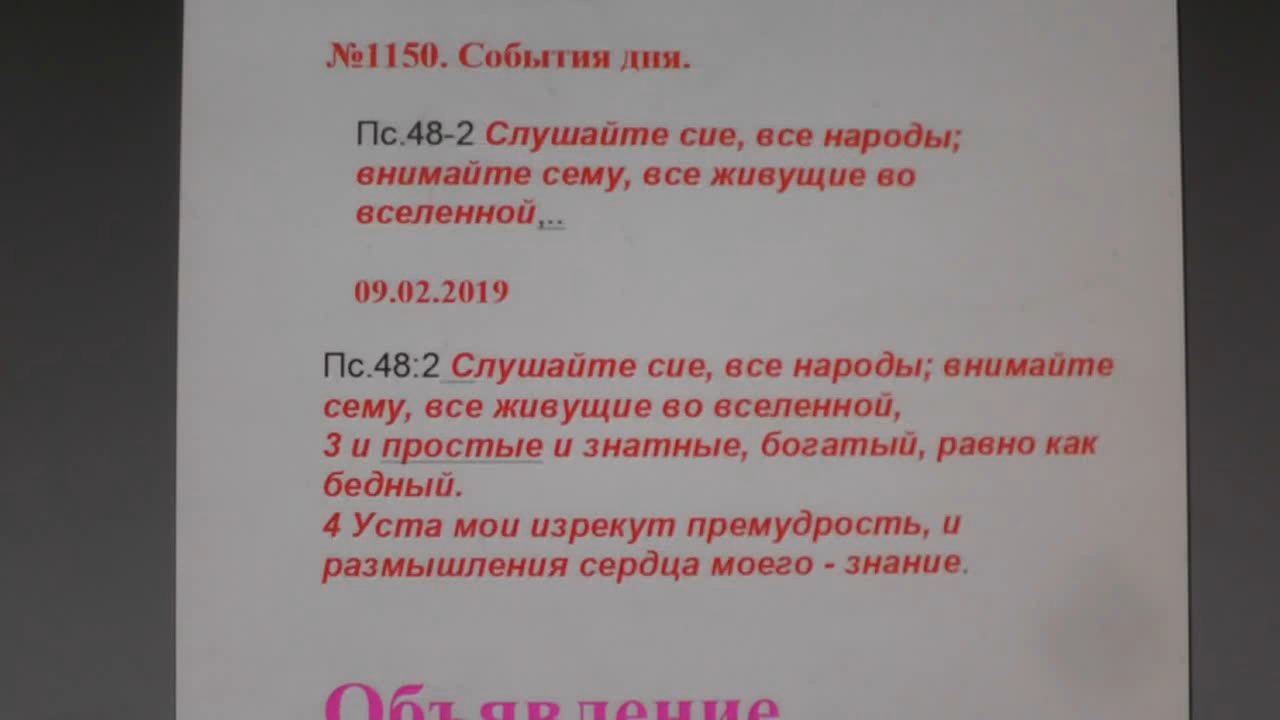 №1150. События дня.
Пс.48-2 Слушайте сие, все народы;
внимайте сему, все живущие во
вселенной,..
09.02.2019
Пс.48:2 Слушайте сие, все народы; внимайте
сему, все живущие во вселенной,
3 и простые и знатные, богатый, равно как
бедный.
4 Уста мои изрекут премудрость, и
размышления сердца моего - знание.
Объявление